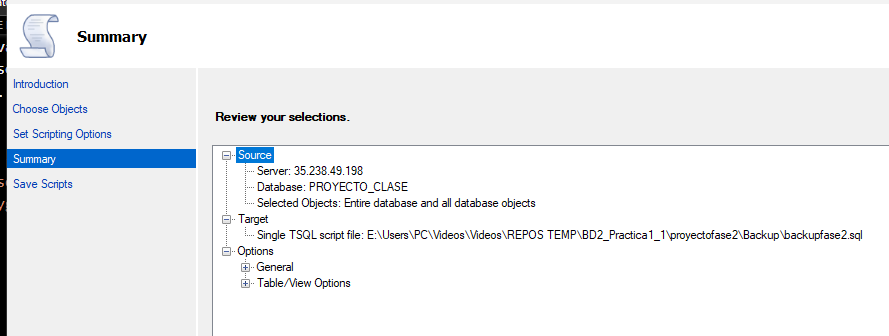 Summary
Introduction
Choose Objects
Set Scripting Options
Summary
Save Scripts
Review your selections.
Source
Server: 35.238.49.198
Database: PROYECTO_CLASE
Selected Objects: Entire database and all database objects
Target
Single TSQL script file: E:\Users\PC\Videos\Videos\REPOS TEMP\BD2_Practica1_1\proyectofase2\Backup\backupfase2.sql
Options
General
Table/View Options